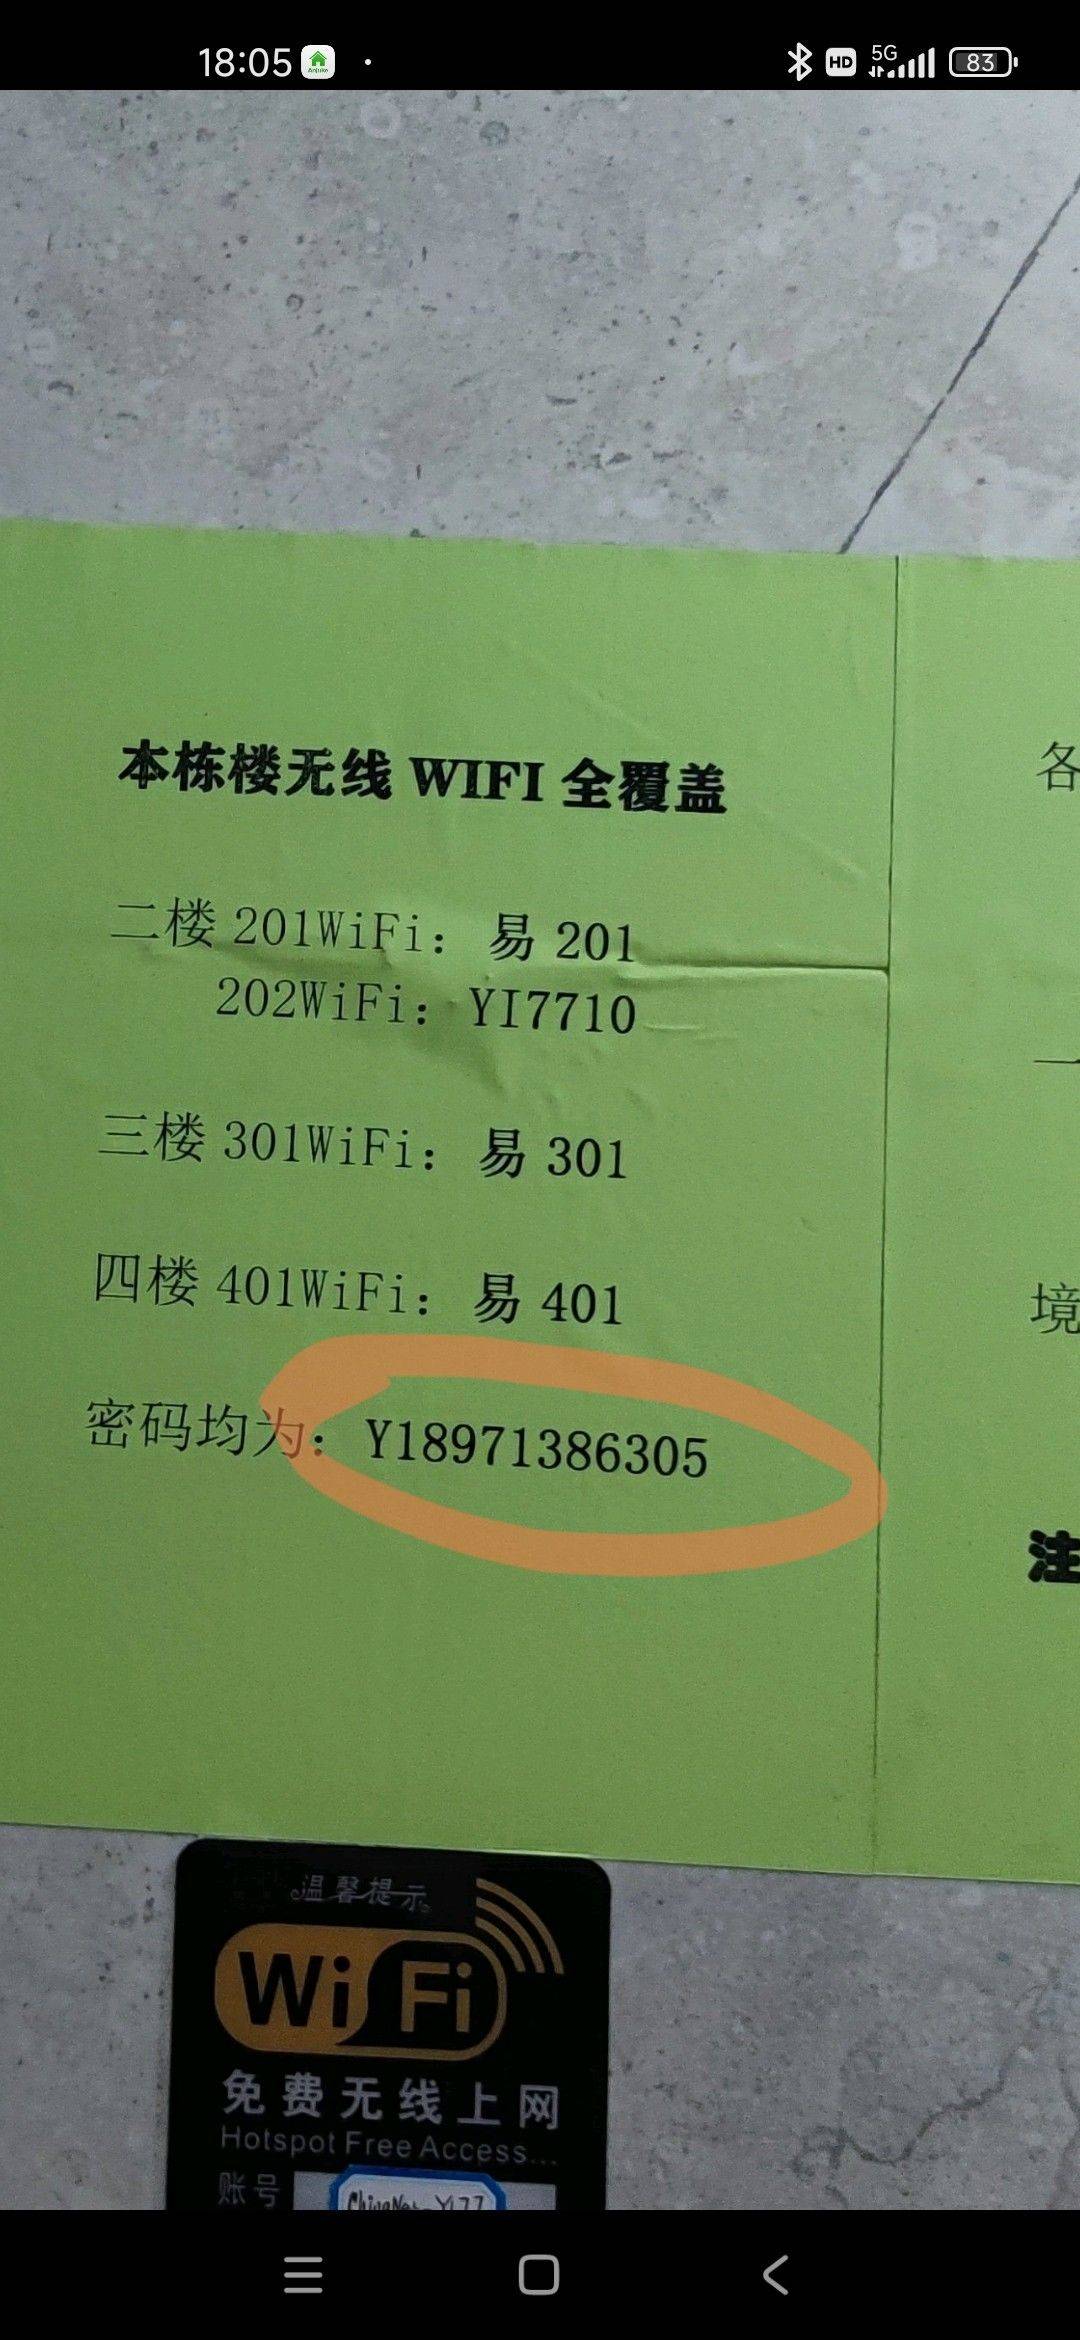 18:05
HD 5G 83
本栋楼无线 WIFI 全覆盖
二楼 201WiFi： 易 201
202WiFi： YI7710
三楼 301WiFi： 易 301
四楼 401WiFi： 易 401
密码均为： Y18971386305
各
一
境
注
温馨提示
WiFi
免费无线上网
Hotspot Free Access...
账号